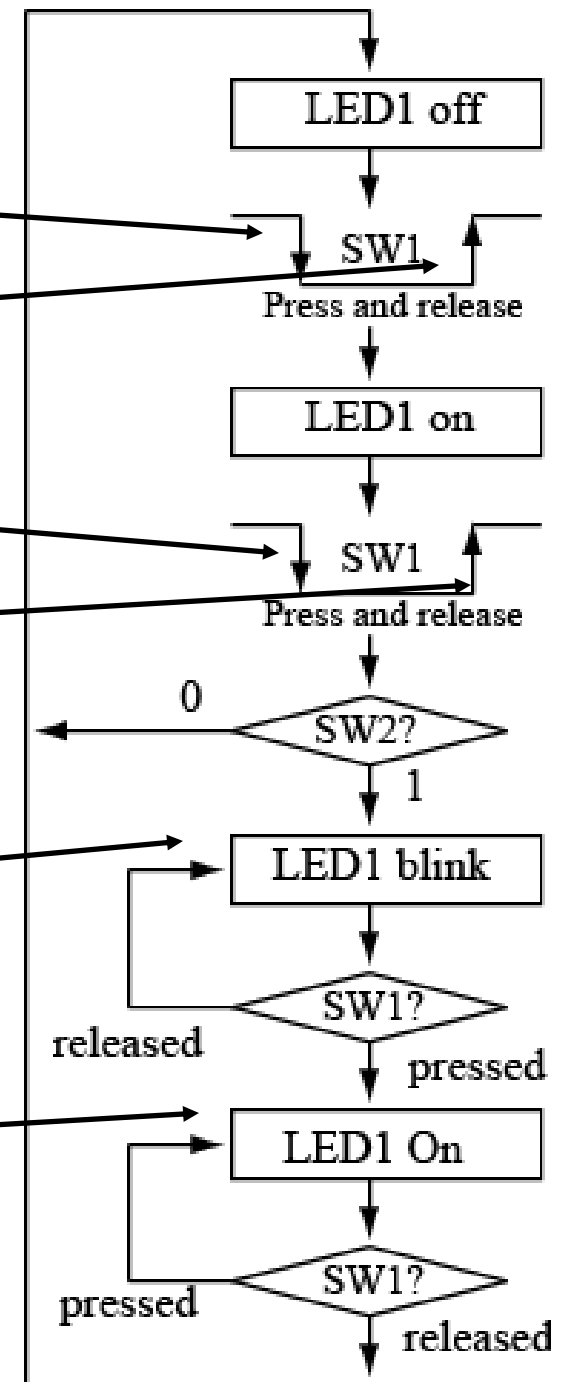 LED1 off
SW1
Press and release
LED1 on
SW1
Press and release
0
SW2?
1
LED1 blink
SW1?
released
pressed
LED1 On
SW1?
pressed
released